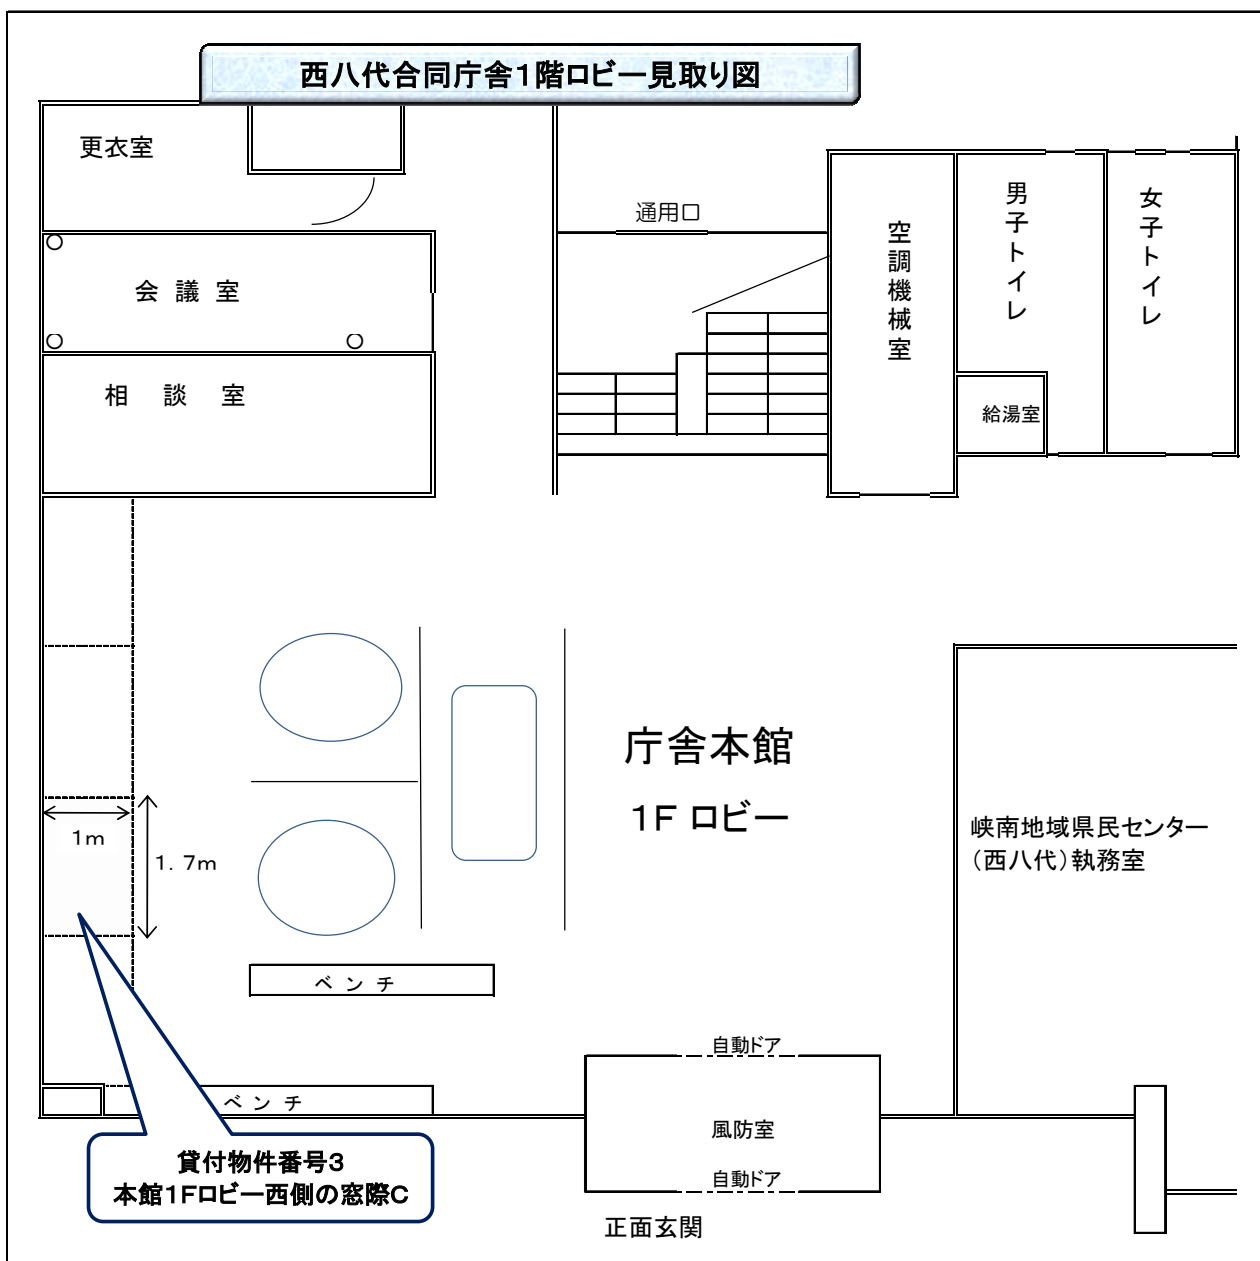 西八代合同庁舎1階ロビー見取り図
更衣室
通用口
会 議 室
相 談 室
空調機械室
男子トイレ
女子トイレ
給湯室
庁舎本館
1F ロビー
1m
1. 7m
峡南地域県民センター
(西八代)執務室
ベ ン チ
自動ドア
ベ ン チ
風防室
自動ドア
貸付物件番号3
本館1Fロビー西側の窓際C
正面玄関